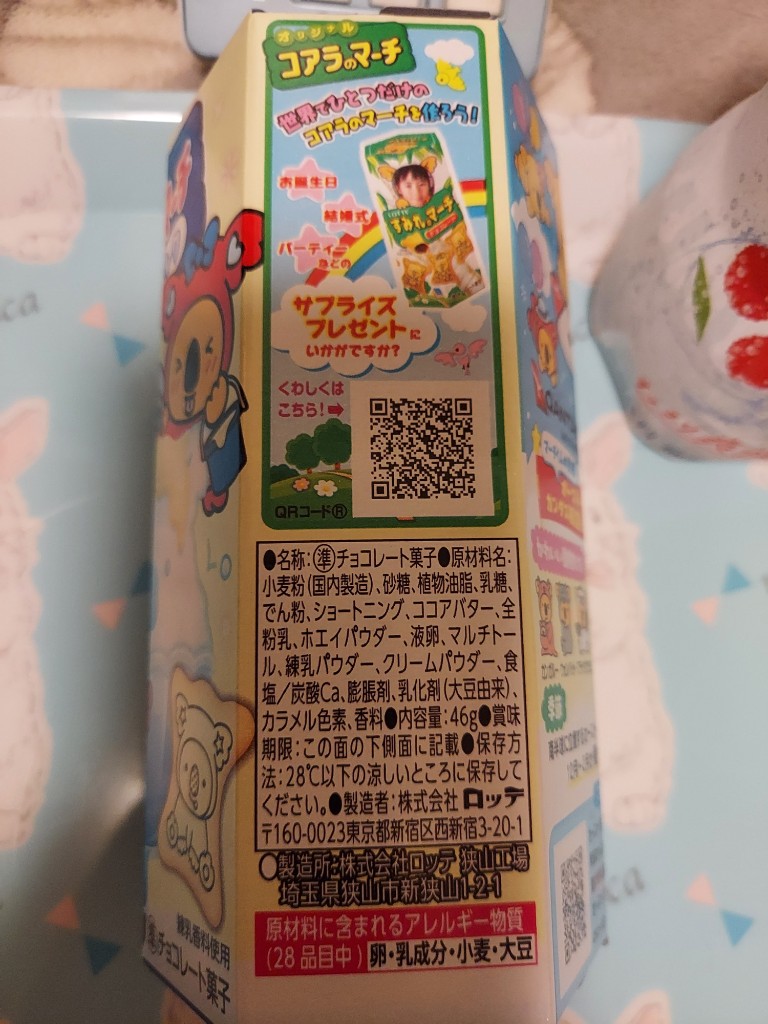 オリジナル
コアラのマーチ
世界でひとつだけの
コアラのマーチを作ろう!
お誕生日
結婚式
パーティー
などの
LOTTE
すみれのマーチ
サプライズ
プレゼントに
いかがですか?
くわしくは
こちら!➡
QRコード®
●名称:㊟チョコレート菓子●原材料名:
小麦粉(国内製造)、砂糖、植物油脂、乳糖、
でん粉、ショートニング、ココアバター、全
粉乳、ホエイパウダー、液卵、マルチトー
ル、練乳パウダー、クリームパウダー、食
塩/炭酸Ca、膨脹剤、乳化剤(大豆由来)、
カラメル色素、香料●内容量:46g●賞味
期限:この面の下側面に記載●保存方
法:28℃以下の涼しいところに保存して
ください。●製造者:株式会社 ロッテ
〒160-0023東京都新宿区西新宿3-20-1
○製造所:株式会社ロッテ 狭山工場
埼玉県狭山市新狭山1-2-1
原材料に含まれるアレルギー物質
(28品目中) 卵・乳成分・小麦・大豆
練乳香料使用
準チョコレート菓子
季節